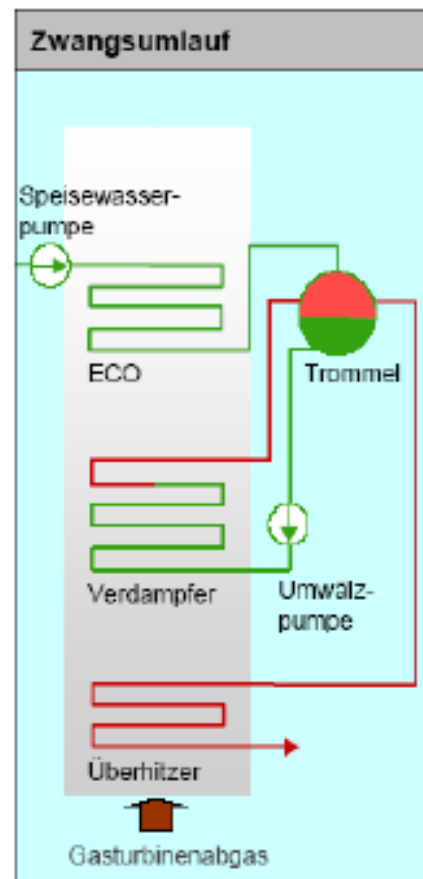 Zwangsumlauf
Speisewasser-
pumpe
ECO
Trommel
Verdampfer
Umwälz-
pumpe
Überhitzer
Gasturbinenabgas